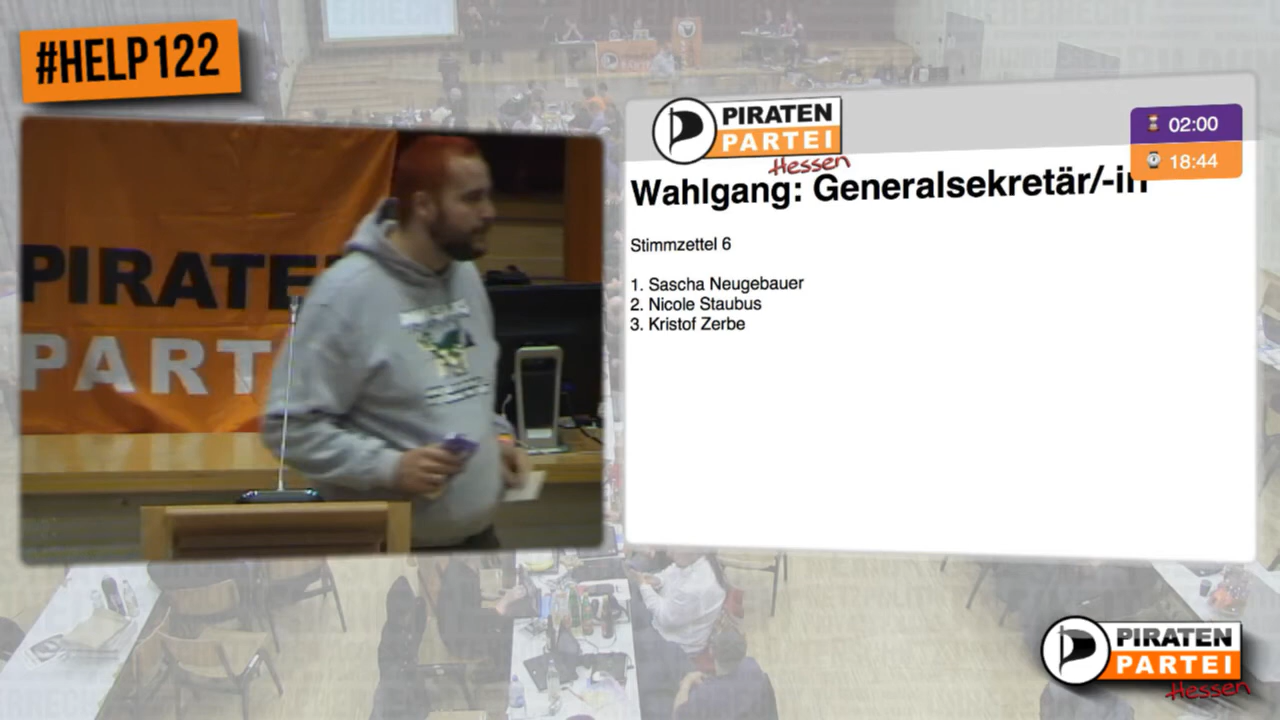 #HELP122
PIRATEN
PARTEI
Hessen
02:00
18:44
Wahlgang: Generalsekretär/-in
Stimmzettel 6
1. Sascha Neugebauer
2. Nicole Staubus
3. Kristof Zerbe
PIRATE
PART
PIRATEN
PARTEI
Hessen